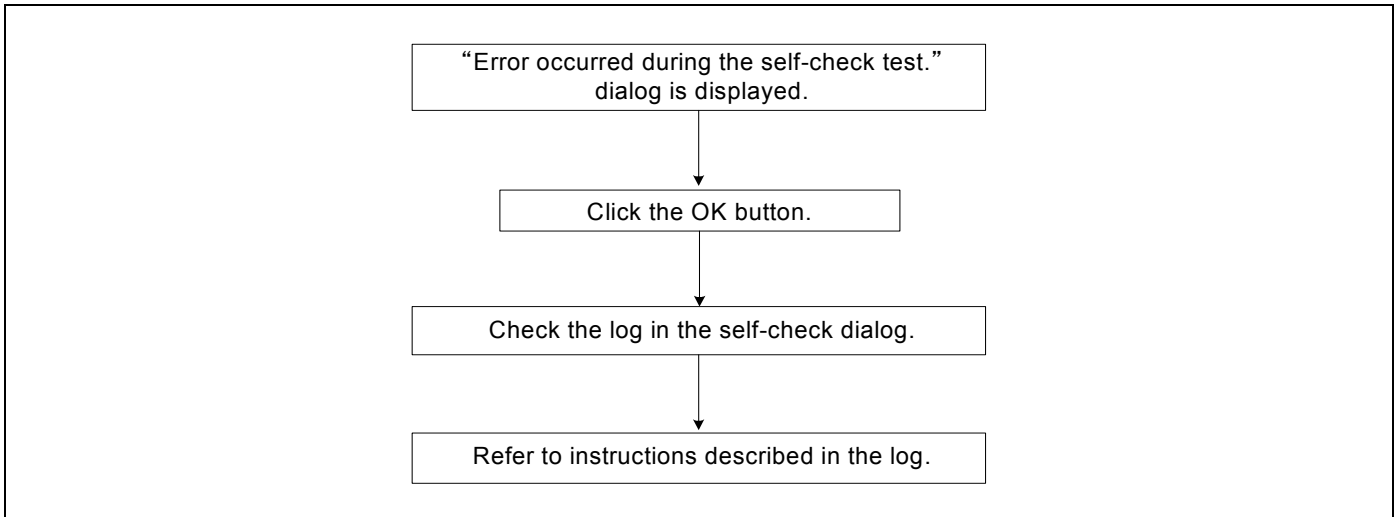 “Error occurred during the self-check test.”
dialog is displayed.
Click the OK button.
Check the log in the self-check dialog.
Refer to instructions described in the log.